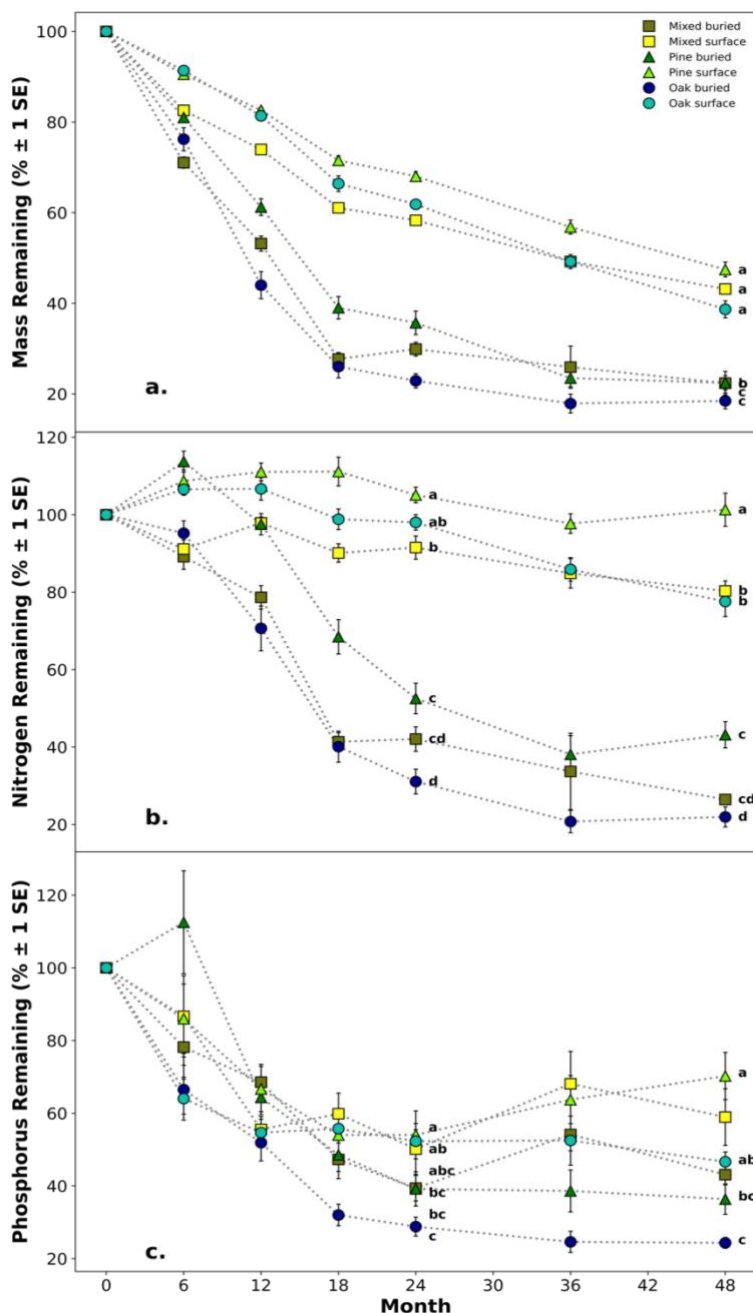 Mass Remaining (% ± 1 SE)
100
80
60
40
20
Mixed buried
Mixed surface
Pine buried
Pine surface
Oak buried
Oak surface
a
a
a
b
c
c
a.
Nitrogen Remaining (% ± 1 SE)
120
100
80
60
40
20
a
ab
b
c
cd
d
a
b
b
c
cd
d
b.
Phosphorus Remaining (% ± 1 SE)
120
100
80
60
40
20
a
ab
abc
bc
bc
c
a
ab
bc
c
c.
0 6 12 18 24 30 36 42 48
Month